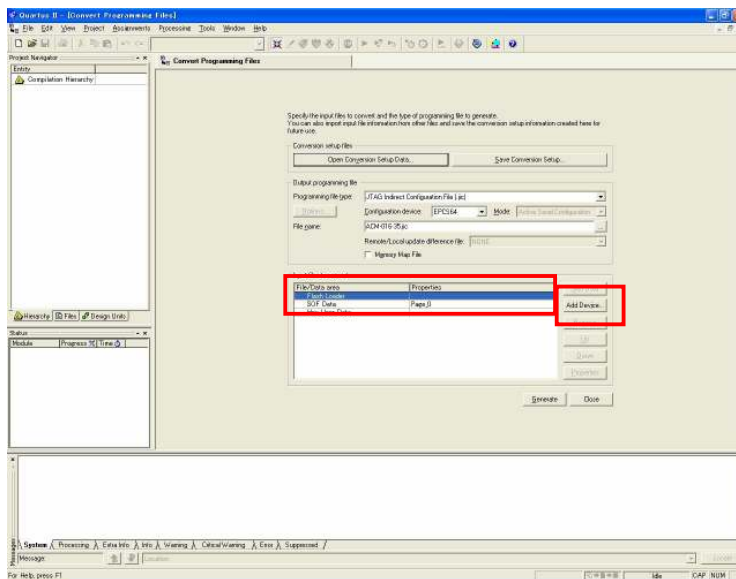 Quartus II - [Convert Programming Files]
File Edit View Project Assignments Processing Tools Window Help
Project Navigator
Convert Programming Files
Entity
Compilation Hierarchy
Specify the input files to convert and the type of programming file to generate.
You can also import input file information from other files and save the conversion setup information created here for
future use.
Conversion setup files
Open Conversion Setup Data...
Save Conversion Setup...
Output programming file
Programming file type:
JTAG Indirect Configuration File (.jic)
Options...
Configuration device:
EPCS64
Mode:
Active Serial Configuration
File name:
Remote/Local update difference file:
NONE
Memory Map File
File/Data area
Properties
Flash Loader
SOF Data
Page_0
Add Device...
Hierarchy
Files
Design Units
Status
Module
Progress %
Time
Up
Down
Properties
Generate
Close
System
Processing
Extra Info
Info
Warning
Critical Warning
Error
Suppressed
Messages
Message:
Location:
Locate
For Help, press F1
Idle
CAP
NUM